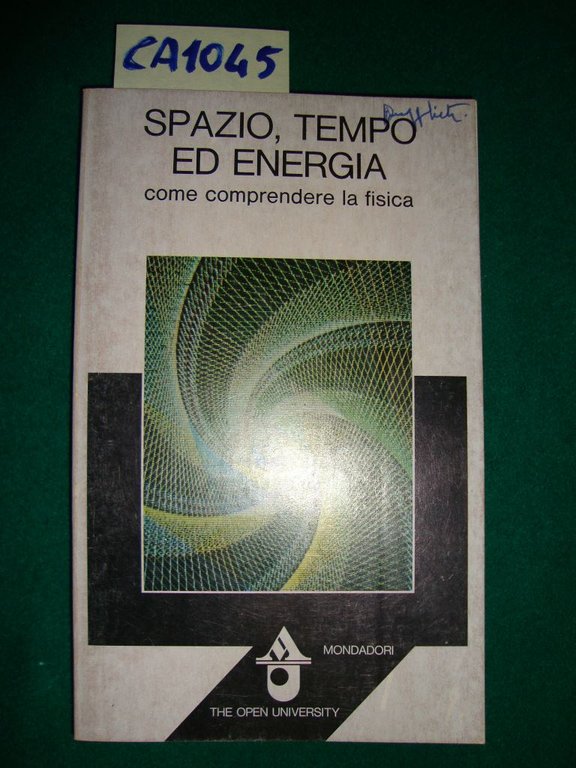 CA1045
SPAZIO, TEMPO
ED ENERGIA
come comprendere la fisica
MONDADORI
THE OPEN UNIVERSITY